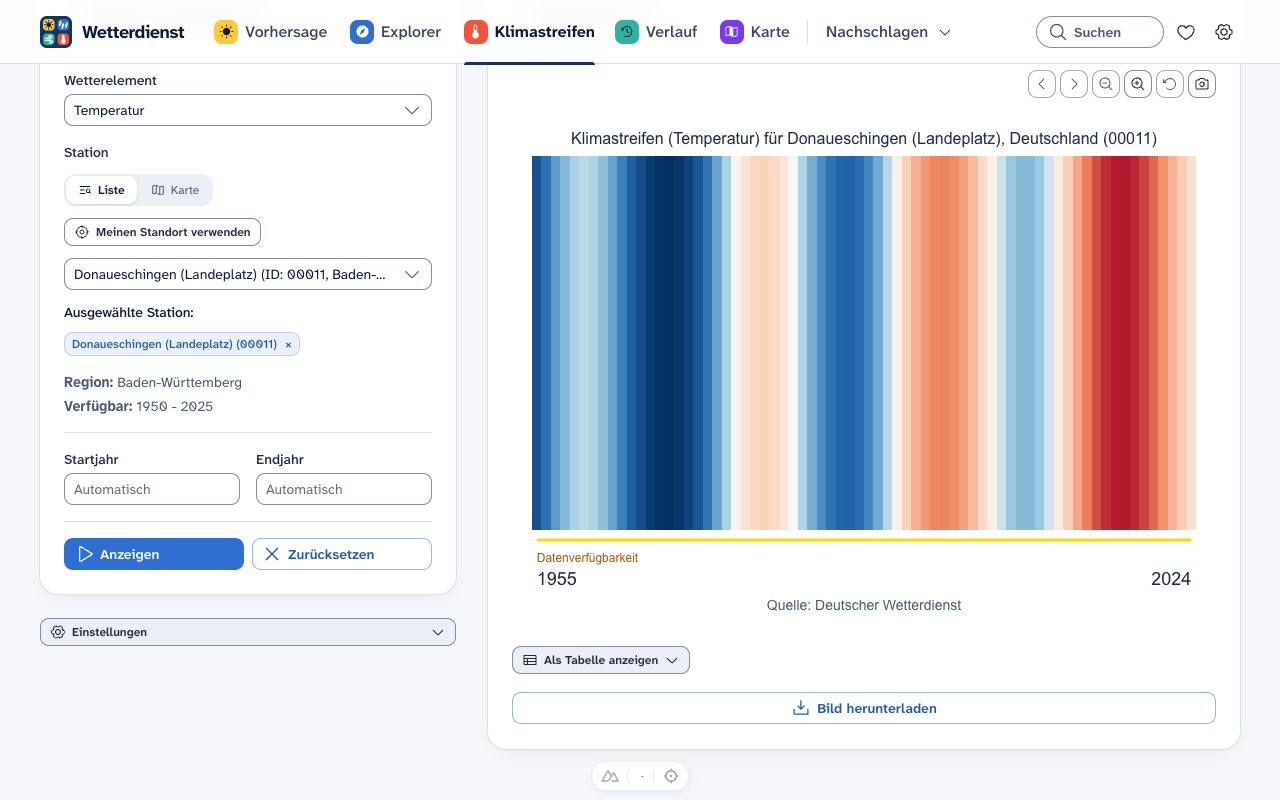 Wetterdienst
Vorhersage
Explorer
Klimastreifen
Verlauf
Karte
Nachschlagen
Suchen
Wetterelement
Temperatur
Station
Liste
Karte
Meinen Standort verwenden
Donaueschingen (Landeplatz) (ID: 00011, Baden-...
Ausgewählte Station:
Donaueschingen (Landeplatz) (00011) ×
Region: Baden-Württemberg
Verfügbar: 1950 - 2025
Startjahr
Endjahr
Automatisch
Automatisch
Anzeigen
Zurücksetzen
Einstellungen
Klimastreifen (Temperatur) für Donaueschingen (Landeplatz), Deutschland (00011)
Datenverfügbarkeit
1955
2024
Quelle: Deutscher Wetterdienst
Als Tabelle anzeigen
Bild herunterladen
-